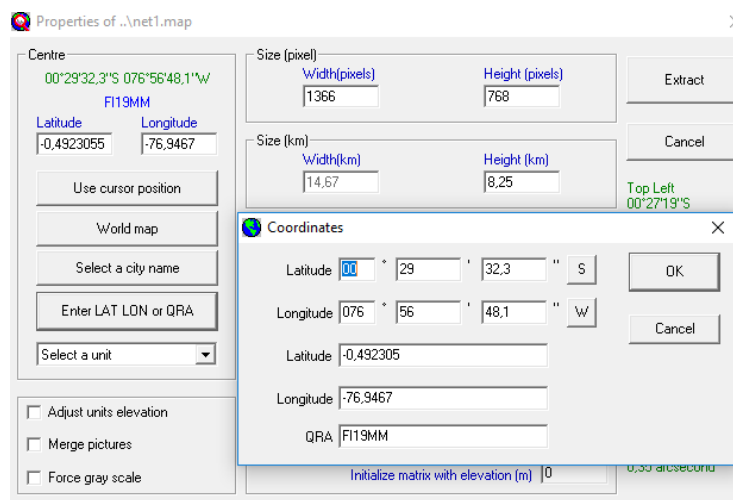 Properties of ..\net1.map
Centre
00°29'32,3''S 076°56'48,1''W
FI19MM
Latitude Longitude
-0,4923055 -76,9467
Use cursor position
World map
Select a city name
Enter LAT LON or QRA
Select a unit
Adjust units elevation
Merge pictures
Force gray scale
Size (pixel)
Width(pixels) Height (pixels)
1366 768
Size (km)
Width(km) Height (km)
14,67 8,25
Extract
Cancel
Top Left
00°27'19''S
Coordinates
Latitude 00 ° 29 ' 32,3 '' S
Longitude 076 ° 56 ' 48,1 '' W
Latitude -0,492305
Longitude -76,9467
QRA FI19MM
OK
Cancel
Initialize matrix with elevation (m) 0
0,35 arcsecond